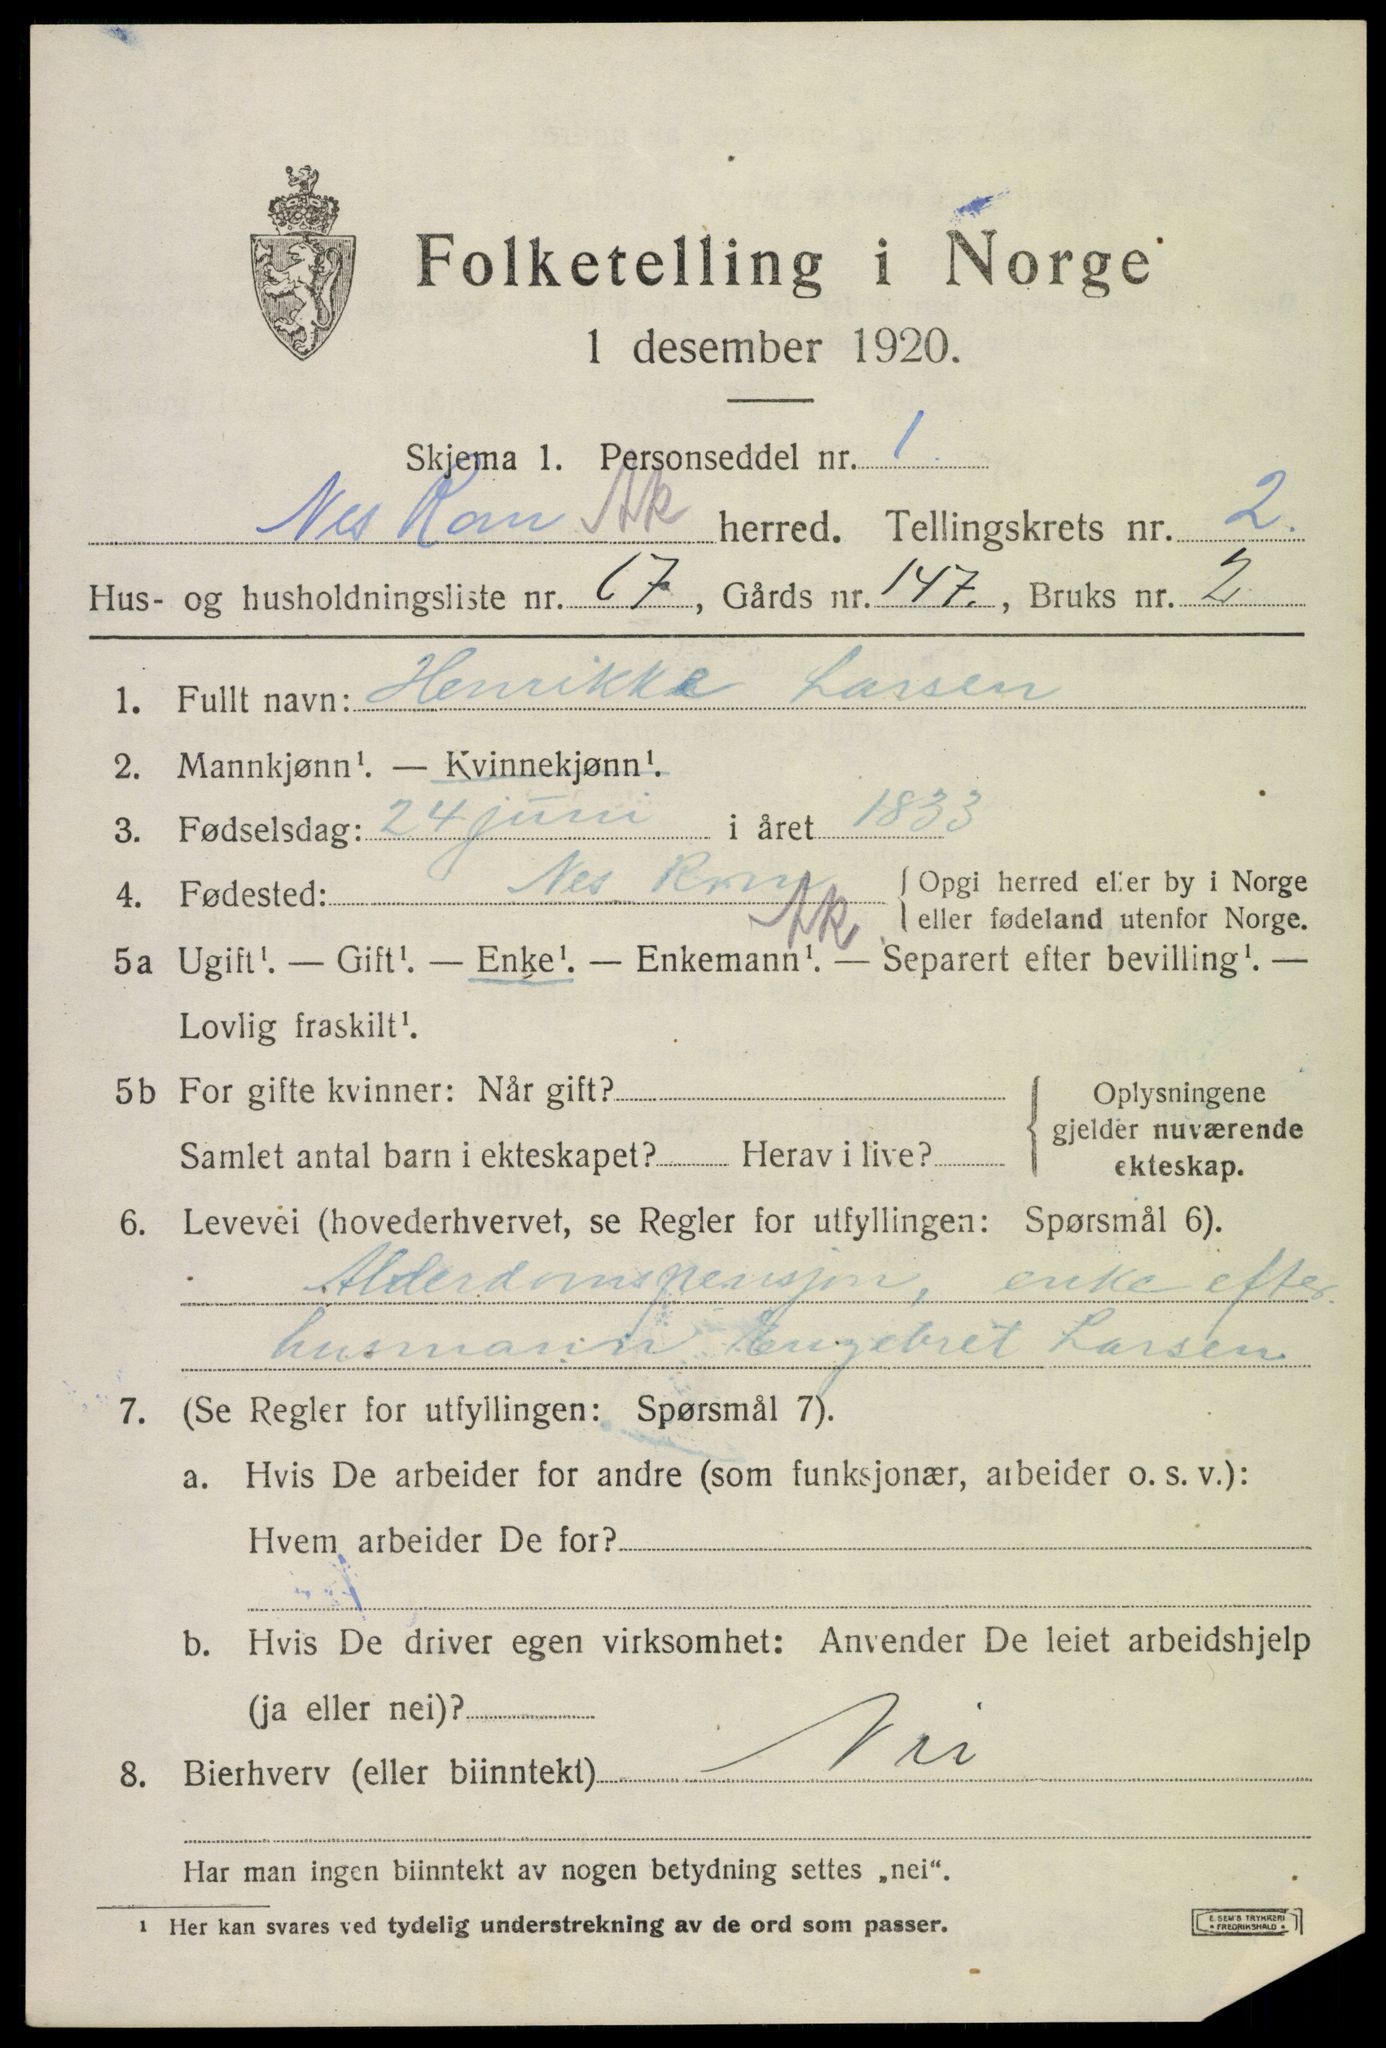 Folketelling i Norge
1 desember 1920.
Skjema 1. Personseddel nr. 1
Nes Rom Ak herred. Tellingskrets nr. 2.
Hus- og husholdningsliste nr. 17, Gårds nr. 147., Bruks nr. 2
1. Fullt navn: Henrikke Larsen
2. Mannkjønn¹. — Kvinnekjønn¹.
3. Fødselsdag: 24 juni i året 1833
4. Fødested: Nes Rom Ak. { Opgi herred eller by i Norge
eller fødeland utenfor Norge.
5a Ugift¹. — Gift¹. — Enke¹. — Enkemann¹. — Separert efter bevilling¹. —
Lovlig fraskilt¹.
5b For gifte kvinner: Når gift? { Oplysningene
gjelder nuværende
Samlet antal barn i ekteskapet? Herav i live? ekteskap.
6. Levevei (hovederhvervet, se Regler for utfyllingen: Spørsmål 6).
Alderdomspensjon, enke efter
husmann Engebret Larsen
7. (Se Regler for utfyllingen: Spørsmål 7).
a. Hvis De arbeider for andre (som funksjonær, arbeider o. s. v.):
Hvem arbeider De for?
b. Hvis De driver egen virksomhet: Anvender De leiet arbeidshjelp
(ja eller nei)?
8. Bierhverv (eller biinntekt) Nei
Har man ingen biinntekt av nogen betydning settes „nei“.
¹ Her kan svares ved tydelig understrekning av de ord som passer.
E. SEM'S TRYKKERI
* FREDRIKSHALD *